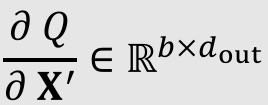 ∂ Q / ∂ 𝐗′ ∈ ℝ^{b×d_out}